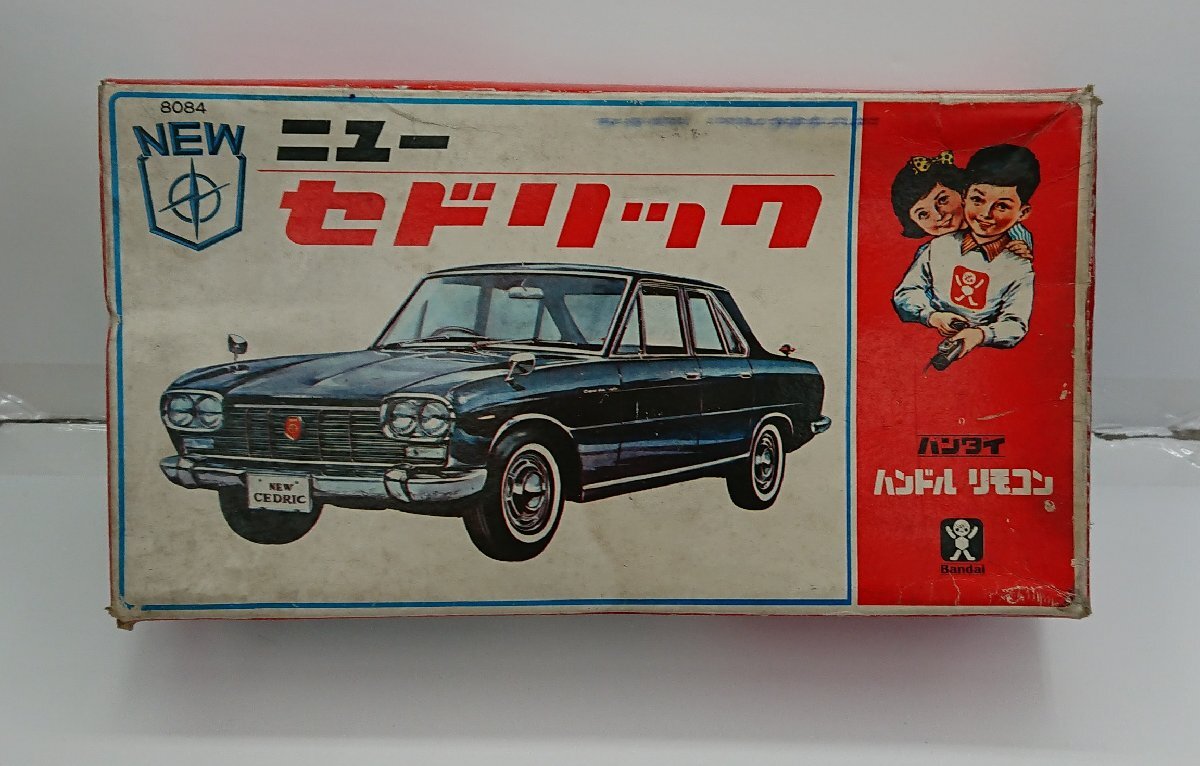 8084
NEW
ニュー
セドリック
NEW
CEDRIC
バンダイ
ハンドル リモコン
Bandai